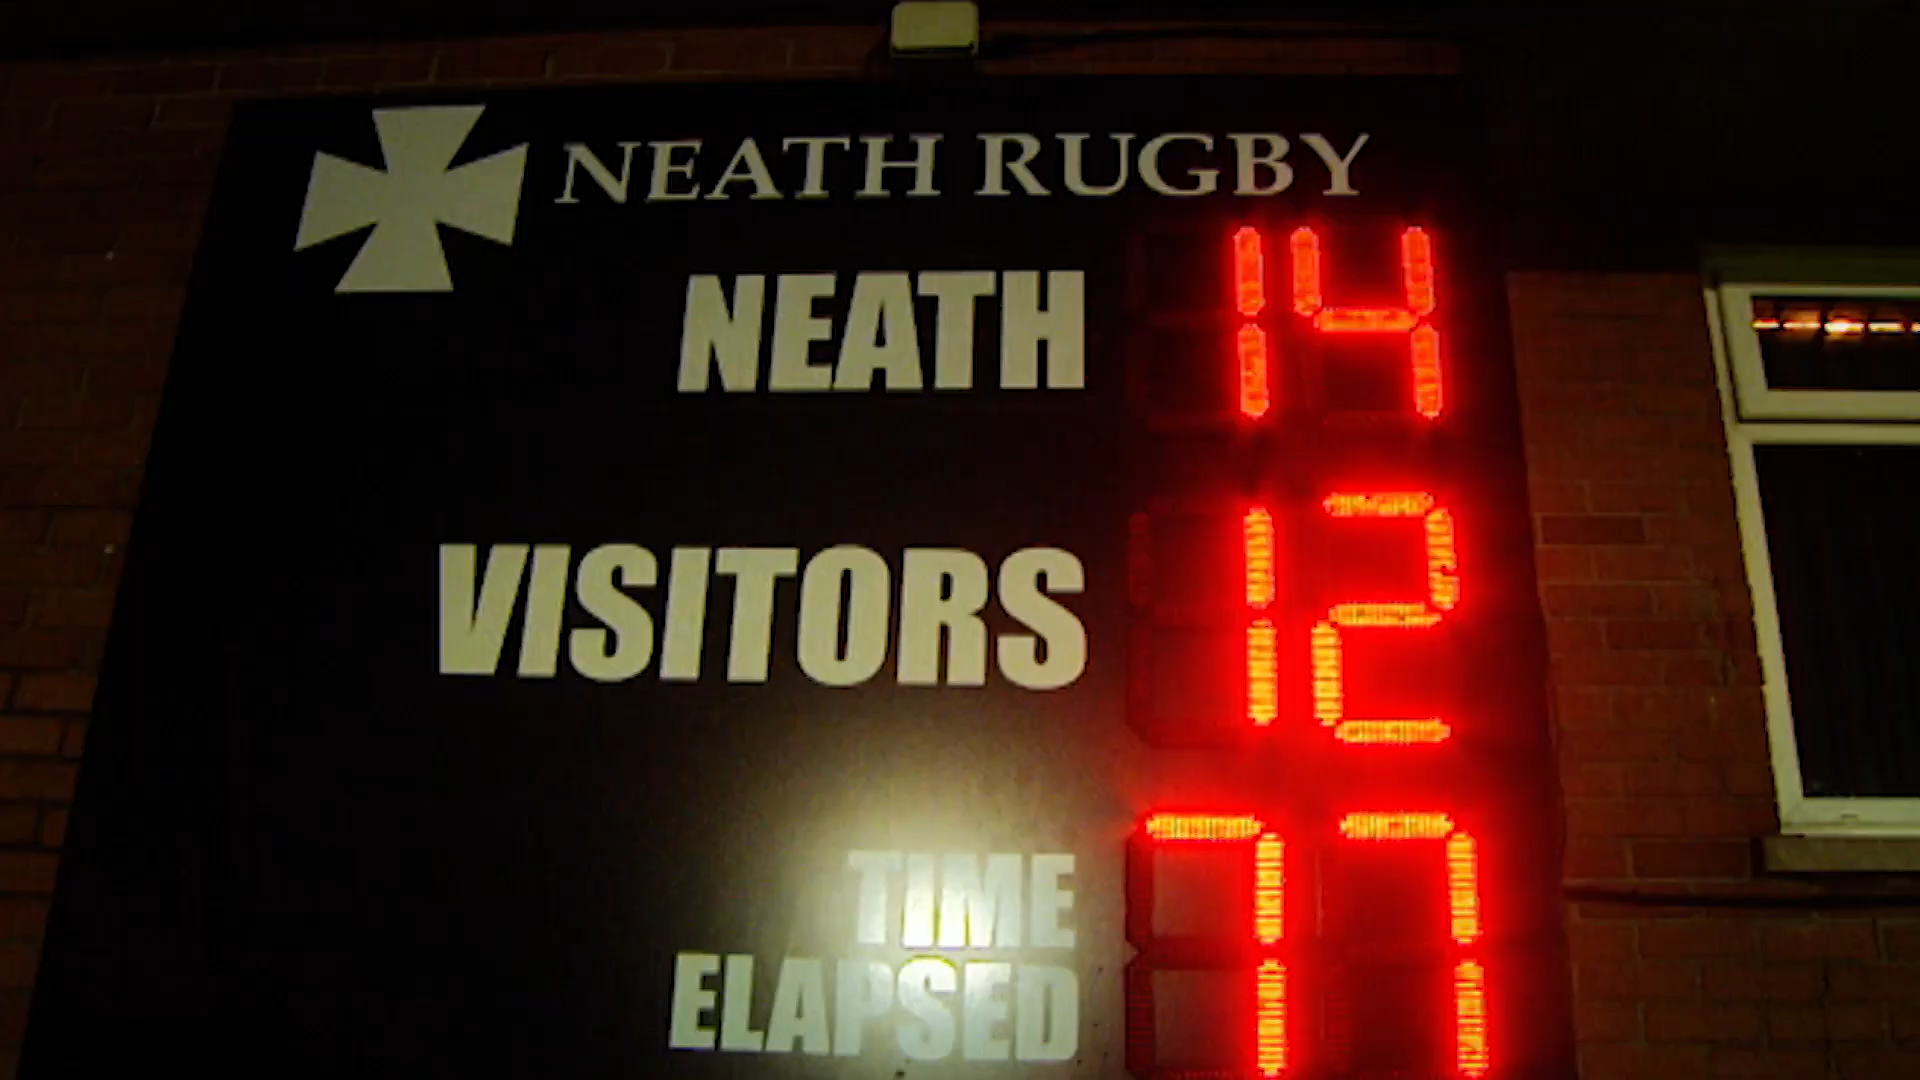 NEATH RUGBY
NEATH 14
VISITORS 12
TIME
ELAPSED 77